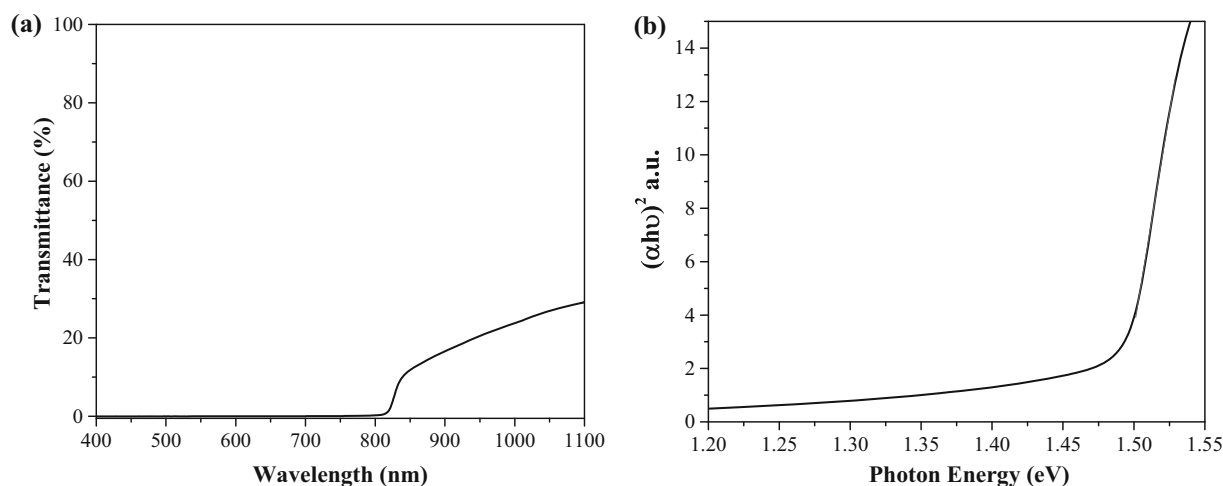 (a)
100
80
60
40
20
0
Transmittance (%)
400 500 600 700 800 900 1000 1100
Wavelength (nm)
(b)
14
12
10
8
6
4
2
0
(αhυ)² a.u.
1.20 1.25 1.30 1.35 1.40 1.45 1.50 1.55
Photon Energy (eV)